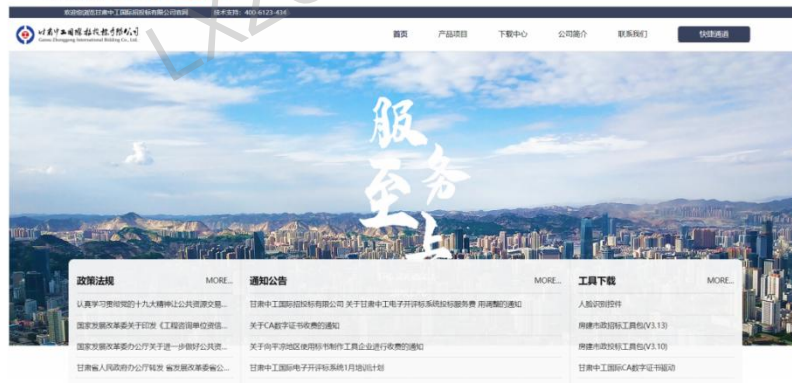 欢迎您浏览甘肃中工国际招投标有限公司官网 技术支持：400-6123-434
甘肃中工国际招投标有限公司
Gansu Zhonggong International Bidding Co., Ltd.
首页 产品项目 下载中心 公司简介 联系我们 快捷通道
服务
至上
政策法规 MORE...
认真学习贯彻党的十九大精神让公共资源交易...
国家发展改革委关于印发《工程咨询单位资信...
国家发展改革委办公厅关于进一步做好公共资...
甘肃省人民政府办公厅转发 省发展改革委省公...
通知公告 MORE...
甘肃中工国际招投标有限公司 关于甘肃中工电子开评标系统投标服务费 用调整的通知
关于CA数字证书收费的通知
关于向平凉地区使用标书制作工具企业进行收费的通知
甘肃中工国际电子开评标系统1月培训计划
工具下载 MORE...
人脸识别控件
房建市政招标工具包(V3.13)
房建市政投标工具包(V3.10)
甘肃中工国际CA数字证书驱动